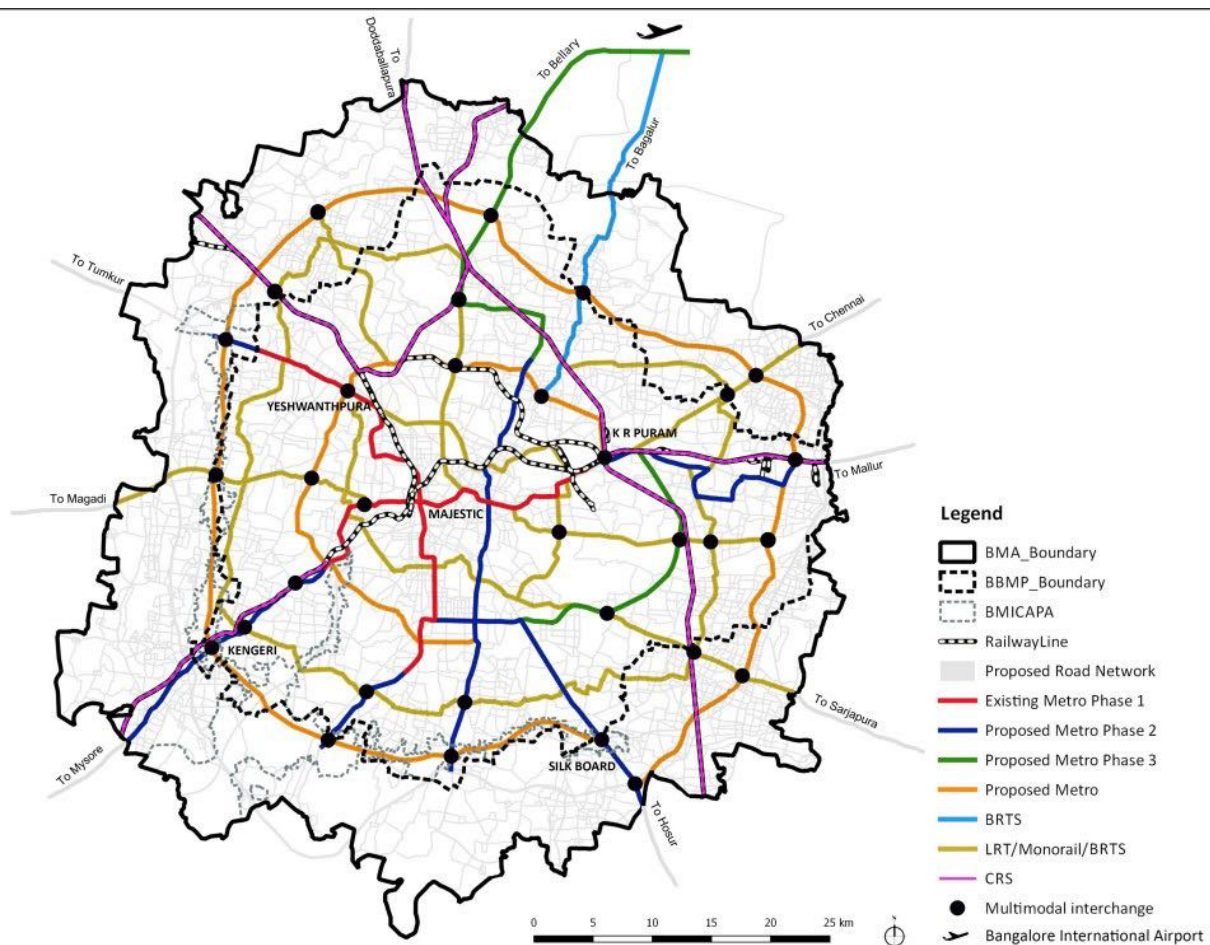 To
Doddaballapura
To Bellary
To Bagalur
To Tumkur
To Chennai
YESHWANTHPURA
K R PURAM
To Mallur
To Magadi
MAJESTIC
KENGERI
To Sarjapura
To Mysore
SILK BOARD
To Hosur
Legend
BMA_Boundary
BBMP_Boundary
BMICAPA
RailwayLine
Proposed Road Network
Existing Metro Phase 1
Proposed Metro Phase 2
Proposed Metro Phase 3
Proposed Metro
BRTS
LRT/Monorail/BRTS
CRS
Multimodal interchange
Bangalore International Airport
0 5 10 15 20 25 km